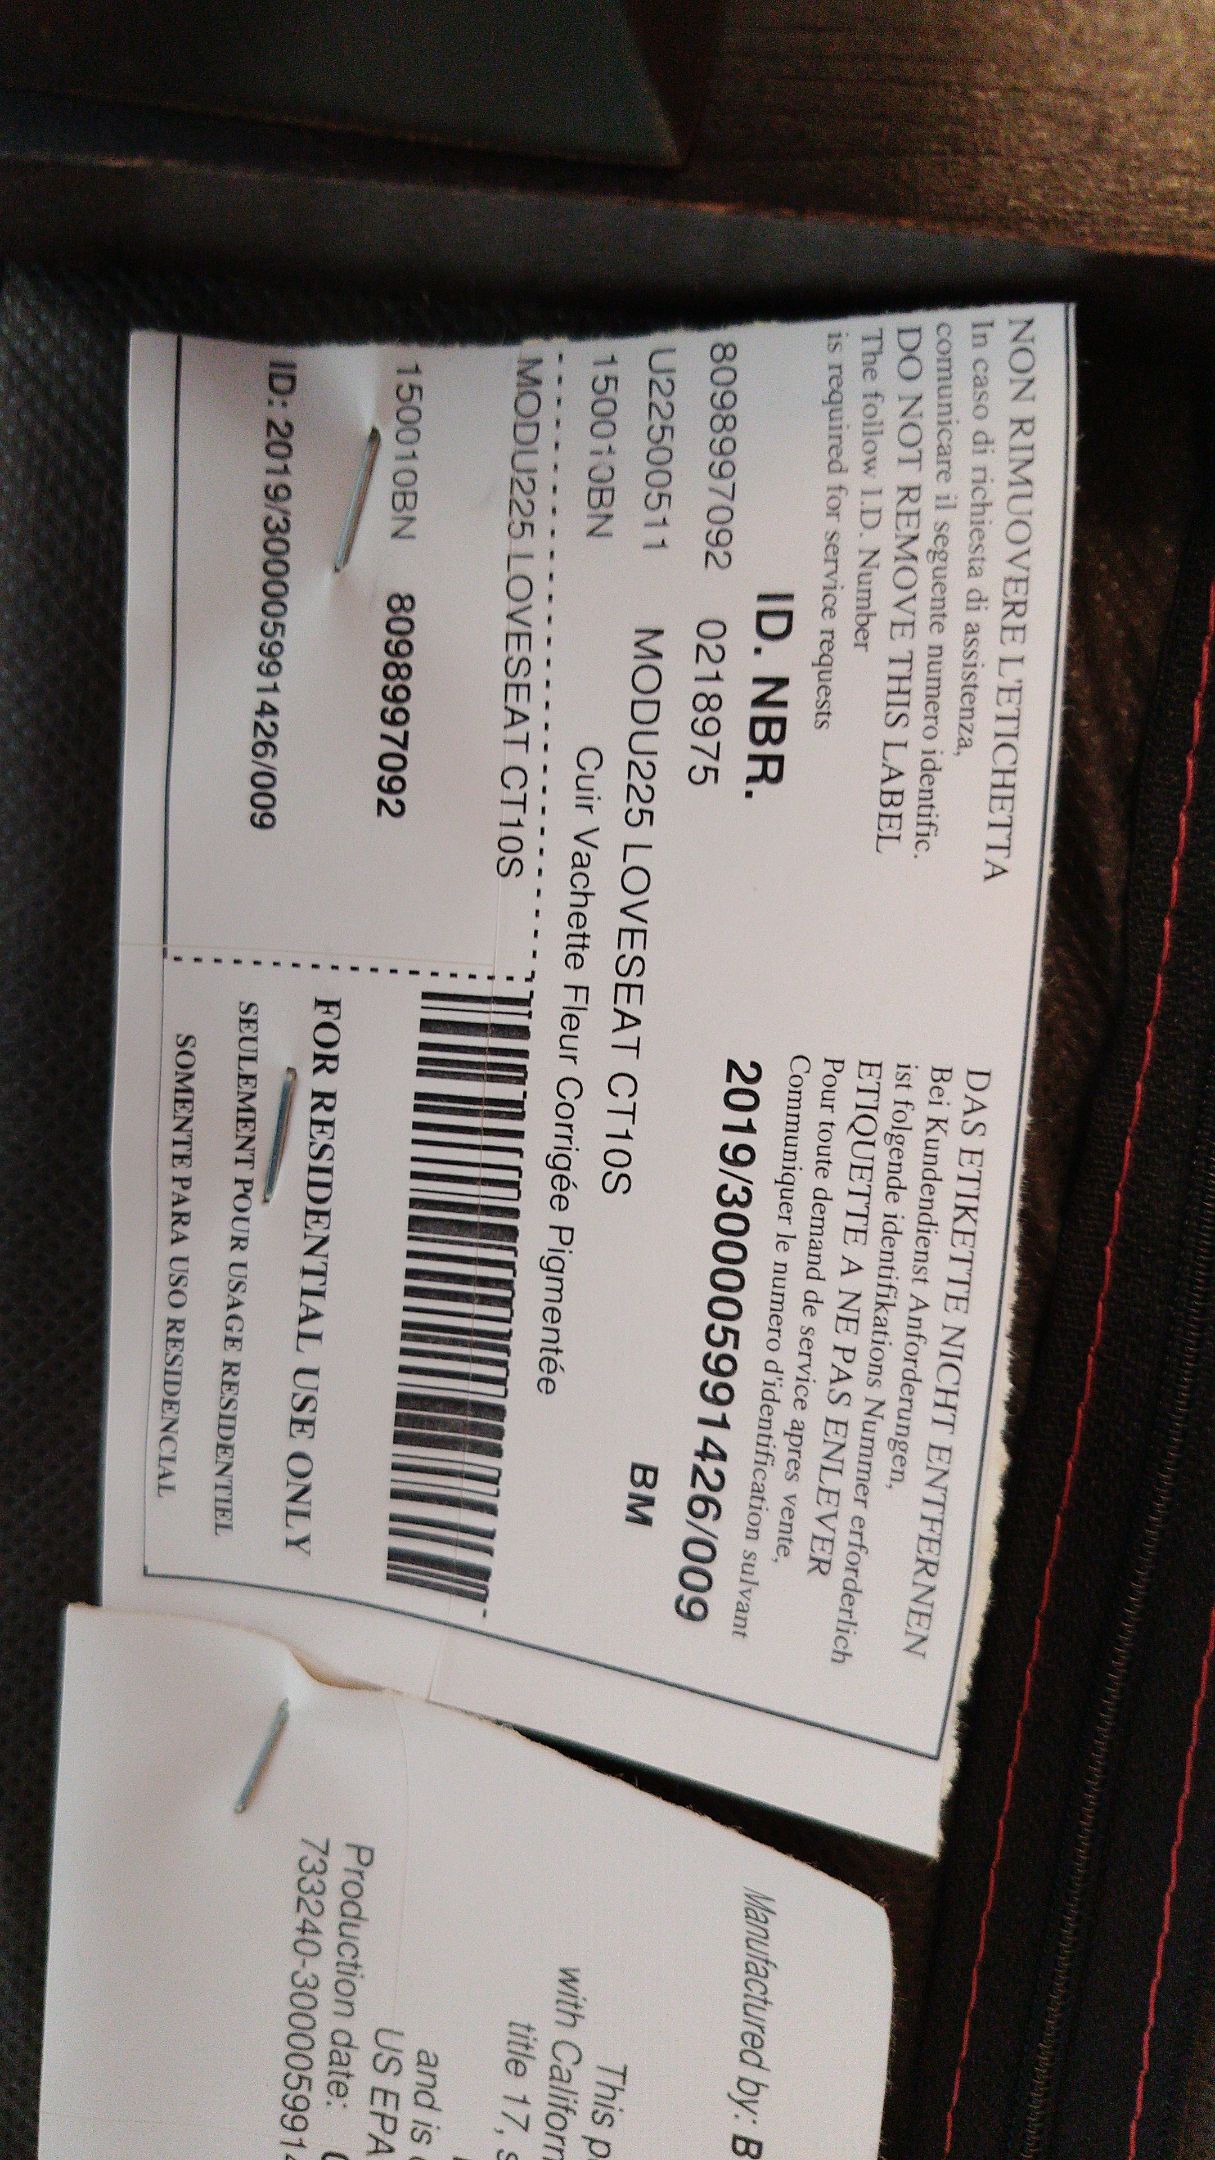 NON RIMUOVERE L'ETICHETTA
In caso di richiesta di assistenza,
comunicare il seguente numero identific.
DO NOT REMOVE THIS LABEL
The follow I.D. Number
is required for service requests
DAS ETIKETTE NICHT ENTFERNEN
Bei Kundendienst Anforderungen,
ist folgende identifikations Nummer erforderlich
ETIQUETTE A NE PAS ENLEVER
Pour toute demand de service apres vente,
Communiquer le numero d'identification sulvant
ID. NBR. 2019/3000059991426/009
8098997092 0218975
U22500511 MODU225 LOVESEAT CT10S BM
150010BN Cuir Vachette Fleur Corrigée Pigmentée
MODU225 LOVESEAT CT10S
150010BN 8098997092
ID: 2019/3000059991426/009
FOR RESIDENTIAL USE ONLY
SEULEMENT POUR USAGE RESIDENTIEL
SOMENTE PARA USO RESIDENCIAL
Manufactured by: B
This p
with Californ
title 17, s
and is
US EPA
Production date:
733240-3000059991